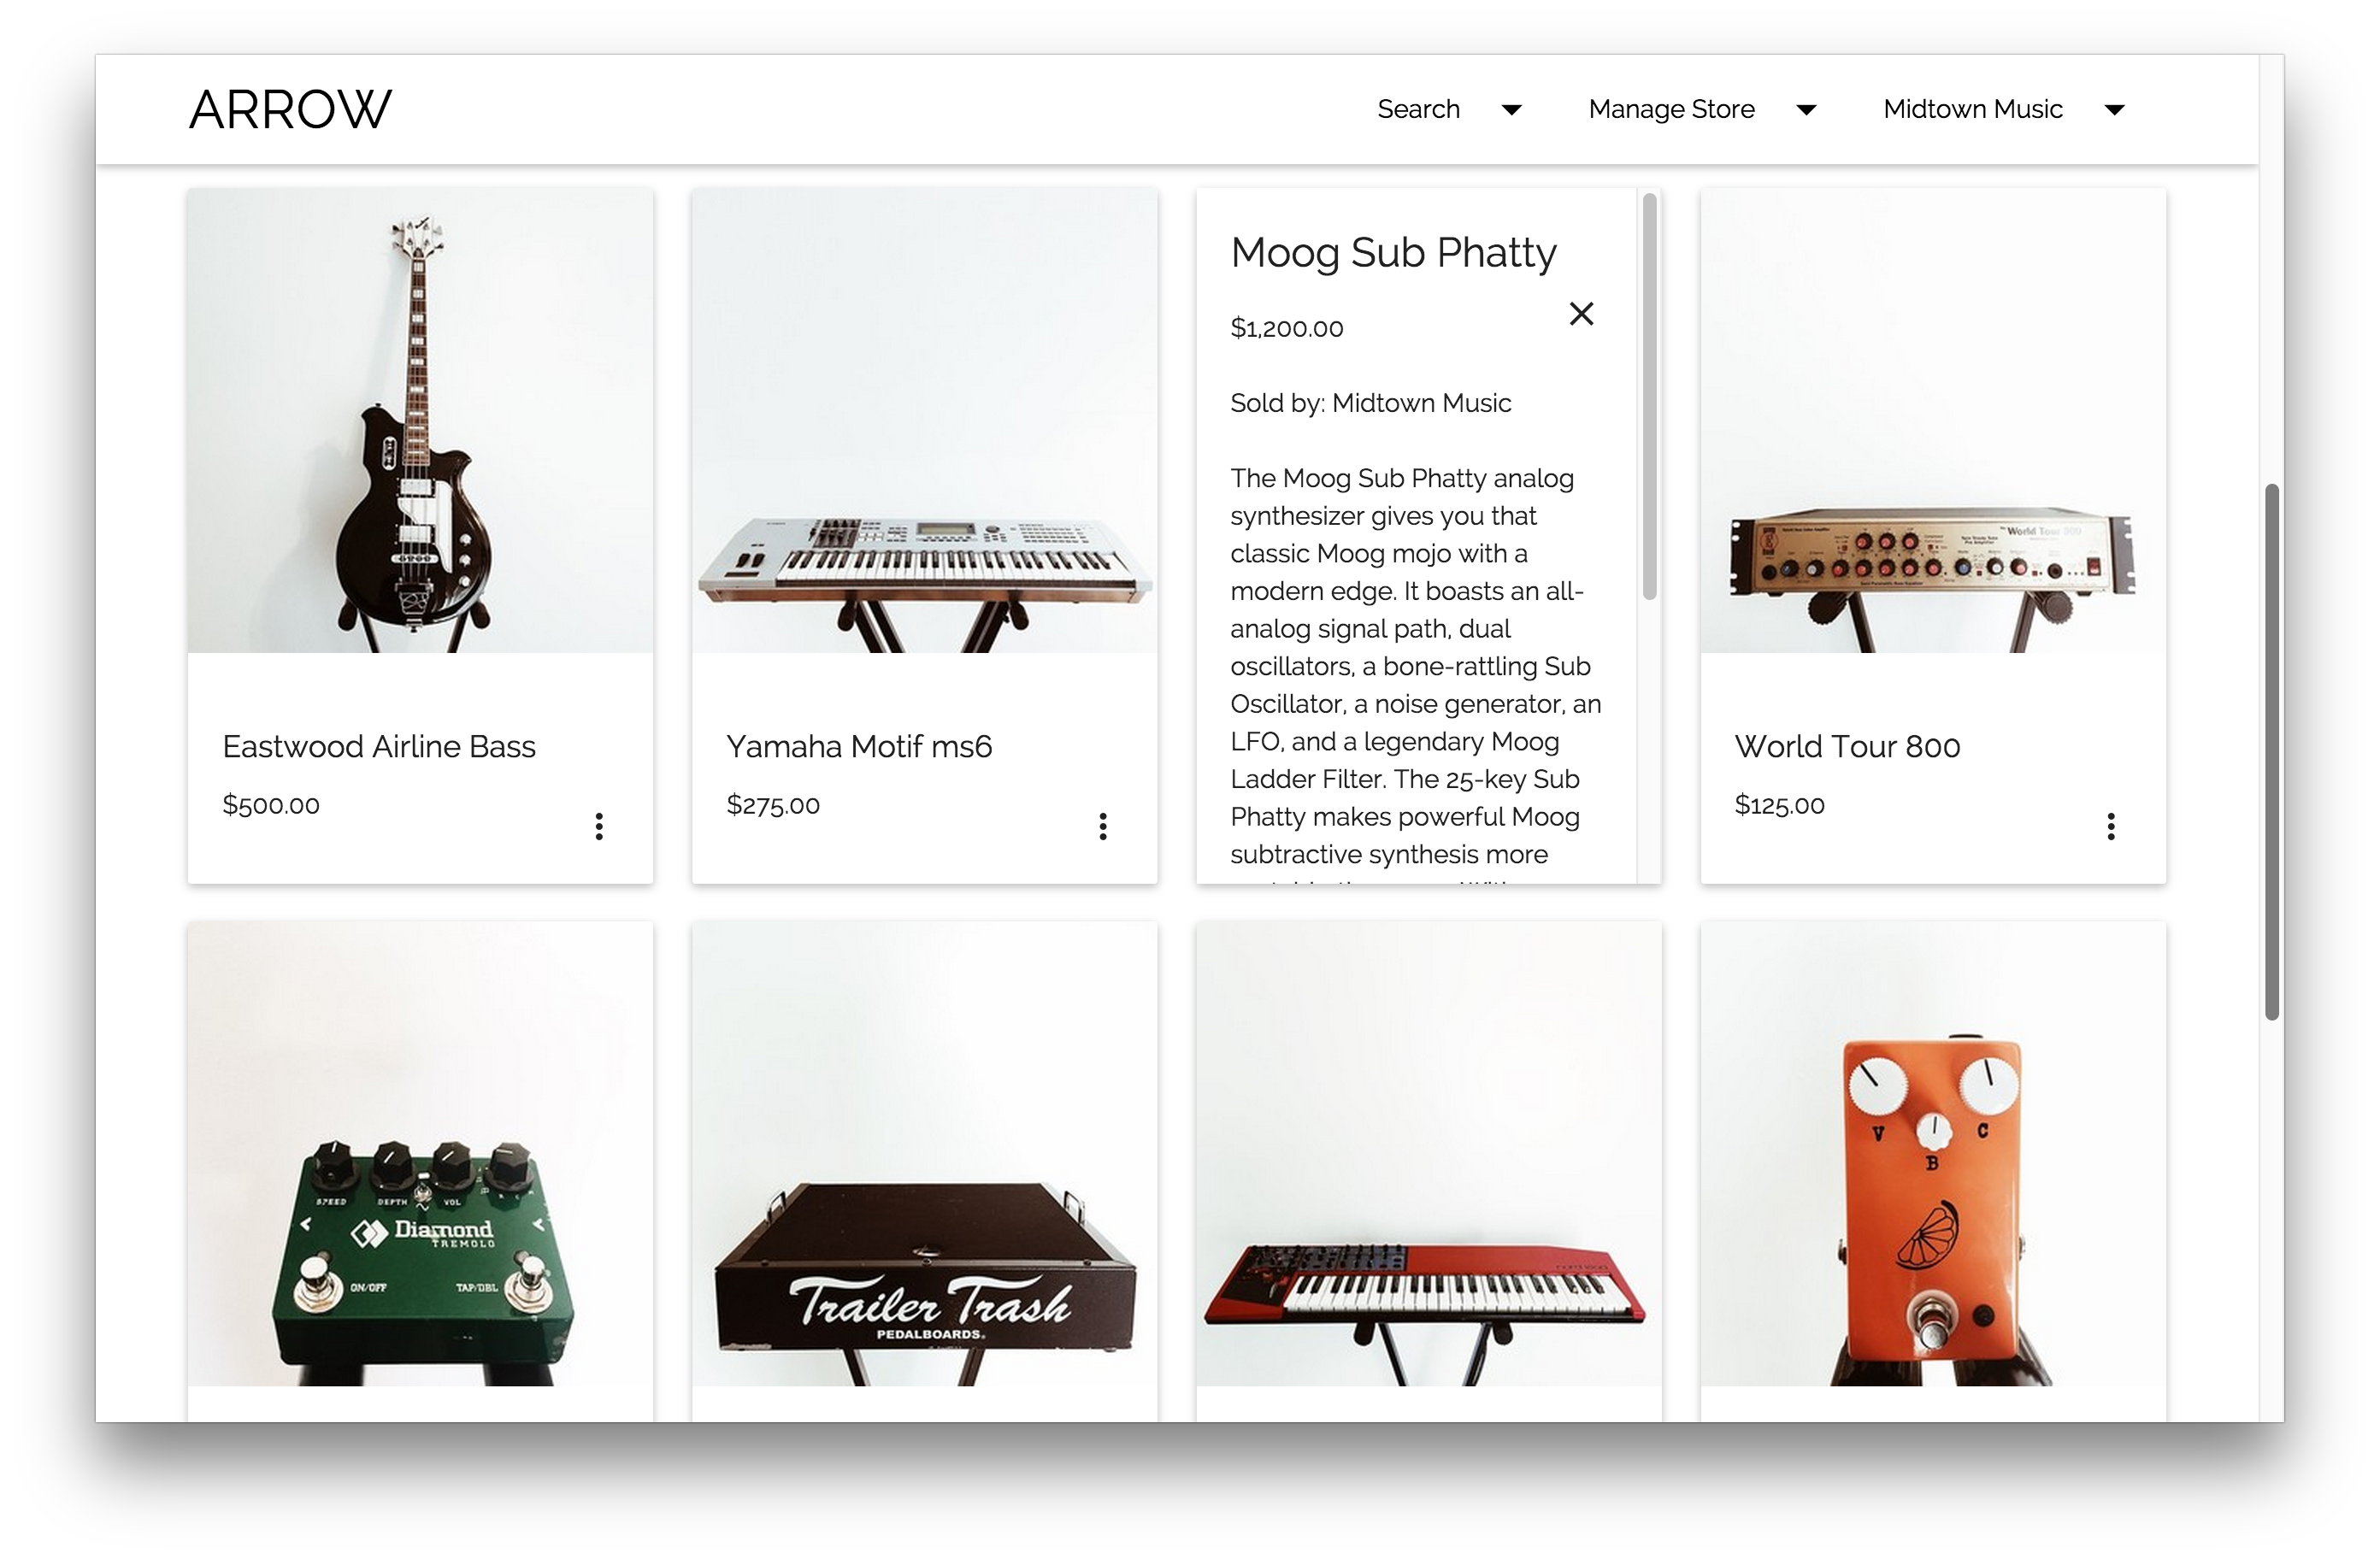 ARROW
Search
Manage Store
Midtown Music
Moog Sub Phatty
$1,200.00
Sold by: Midtown Music
The Moog Sub Phatty analog
synthesizer gives you that
classic Moog mojo with a
modern edge. It boasts an all-
analog signal path, dual
oscillators, a bone-rattling Sub
Oscillator, a noise generator, an
LFO, and a legendary Moog
Ladder Filter. The 25-key Sub
Phatty makes powerful Moog
subtractive synthesis more
World Tour 800
Eastwood Airline Bass
$500.00
Yamaha Motif ms6
$275.00
World Tour 800
$125.00
SPEED
DEPTH
VOL
Diamond
TREMOLO
ON/OFF
TAP/DBL
Trailer Trash
PEDALBOARDS
V
C
B